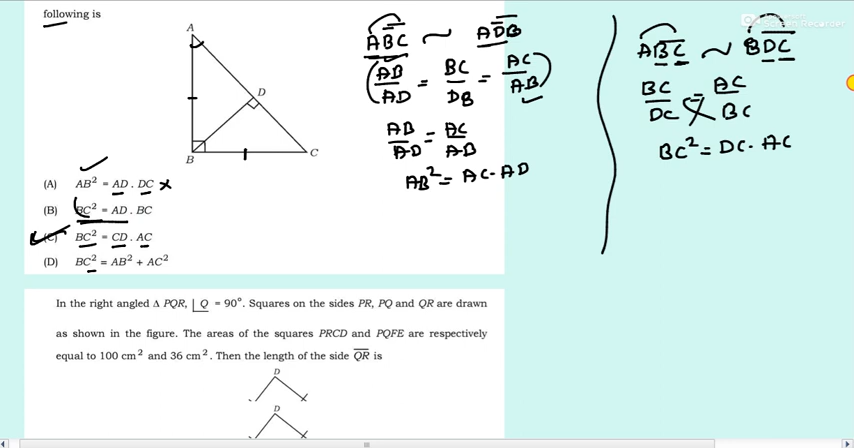 following is
A
D
B
C
(A) AB² = AD . DC ×
(B) BC² = AD . BC
(C) BC² = CD . AC
(D) BC² = AB² + AC²
ABC ~ ADB
(AB/AD = BC/DB = AC/AB)
AB/AD = AC/AB
AB² = AC·AD
ABC ~ BDC
BC/DC = AC/BC
BC² = DC· AC
Screen Recorder
In the right angled Δ PQR, Q = 90°. Squares on the sides PR, PQ and QR are drawn
as shown in the figure. The areas of the squares PRCD and PQFE are respectively
equal to 100 cm² and 36 cm². Then the length of the side QR is
D
D